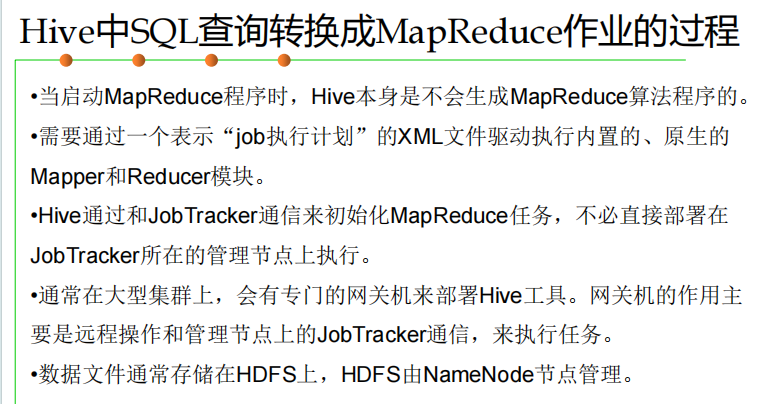 Hive中SQL查询转换成MapReduce作业的过程
•当启动MapReduce程序时，Hive本身是不会生成MapReduce算法程序的。
•需要通过一个表示“job执行计划”的XML文件驱动执行内置的、原生的
Mapper和Reducer模块。
•Hive通过和JobTracker通信来初始化MapReduce任务，不必直接部署在
JobTracker所在的管理节点上执行。
•通常在大型集群上，会有专门的网关机来部署Hive工具。网关机的作用主
要是远程操作和管理节点上的JobTracker通信，来执行任务。
•数据文件通常存储在HDFS上，HDFS由NameNode节点管理。